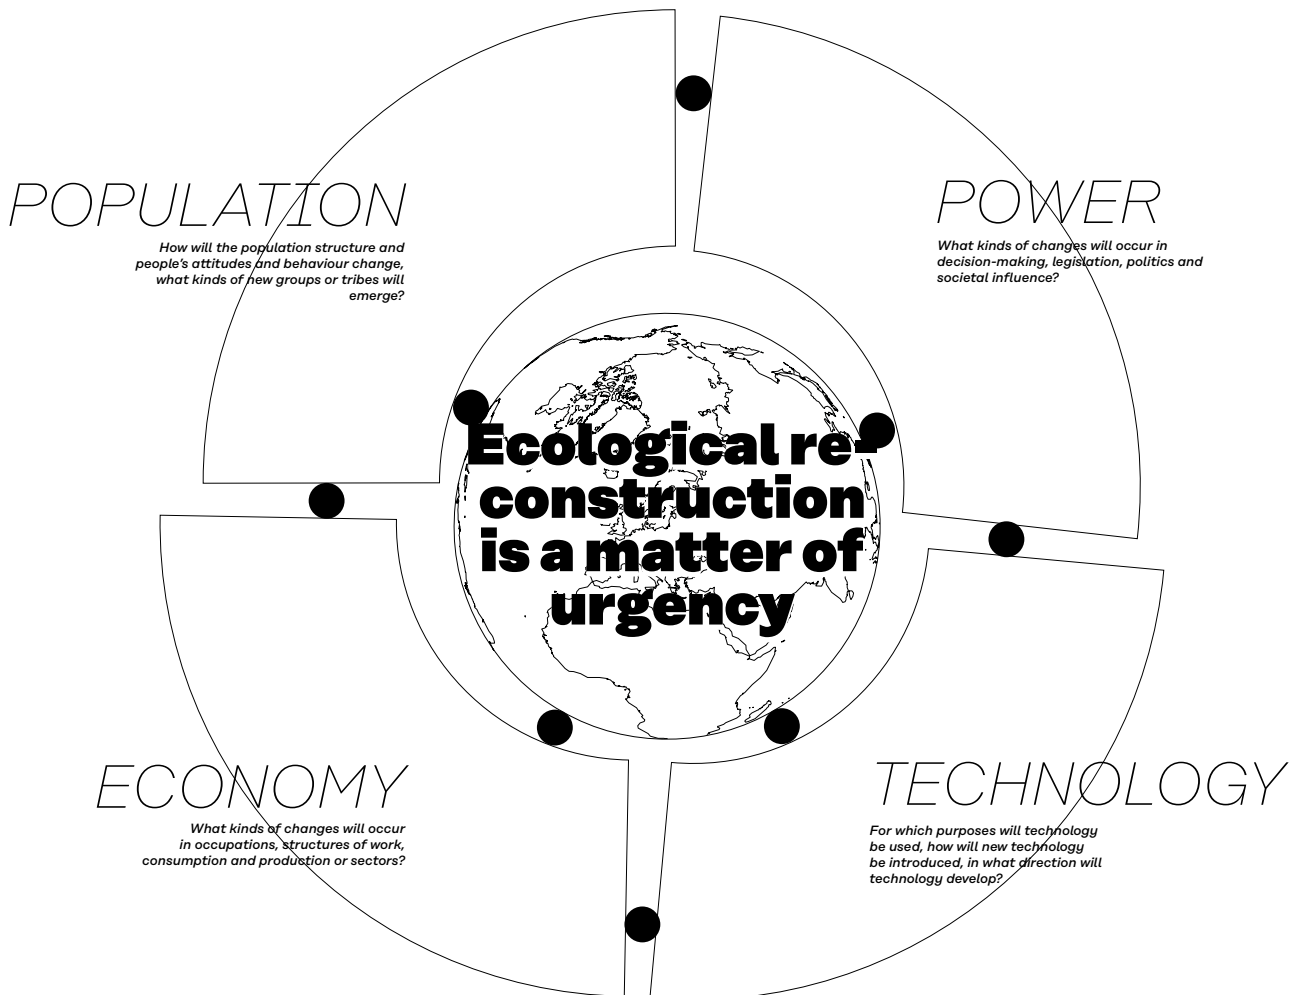 POPULATION
How will the population structure and
people's attitudes and behaviour change,
what kinds of new groups or tribes will
emerge?
POWER
What kinds of changes will occur in
decision-making, legislation, politics and
societal influence?
Ecological re-
construction
is a matter of
urgency
ECONOMY
What kinds of changes will occur
in occupations, structures of work,
consumption and production or sectors?
TECHNOLOGY
For which purposes will technology
be used, how will new technology
be introduced, in what direction will
technology develop?